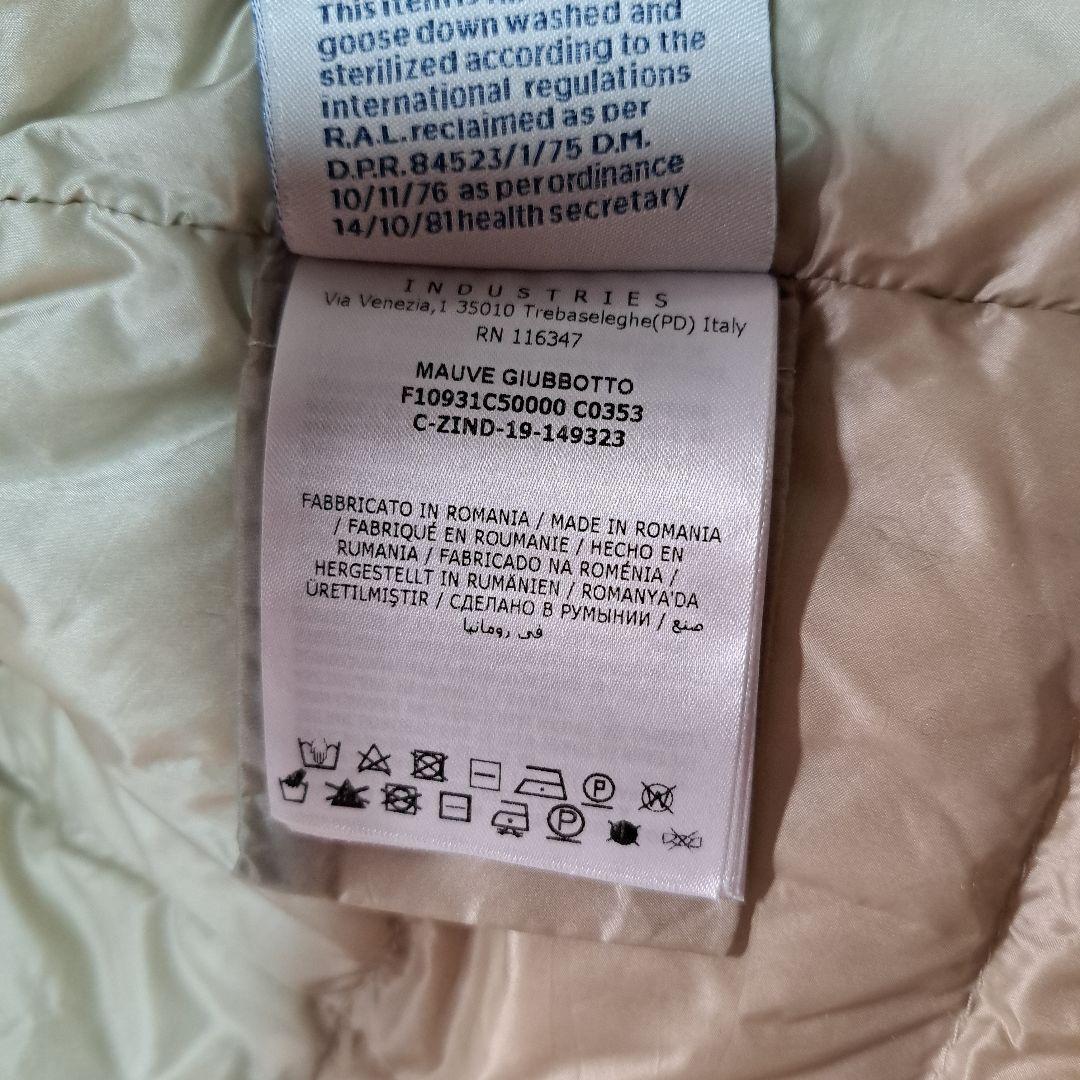 This item is
goose down washed and
sterilized according to the
international regulations
R.A.L. reclaimed as per
D.P.R. 84523/1/75 D.M.
10/11/76 as per ordinance
14/10/81 health secretary
INDUSTRIES
Via Venezia,1 35010 Trebaseleghe(PD) Italy
RN 116347
MAUVE GIUBBOTTO
F10931C50000 C0353
C-ZIND-19-149323
FABBRICATO IN ROMANIA / MADE IN ROMANIA
/ FABRIQUÉ EN ROUMANIE / HECHO EN
RUMANIA / FABRICADO NA ROMÉNIA /
HERGESTELLT IN RUMÄNIEN / ROMANYA'DA
ÜRETILMIŞTIR / СДЕЛАНО В РУМЫНИИ / صنع
في رومانيا
P
W
P